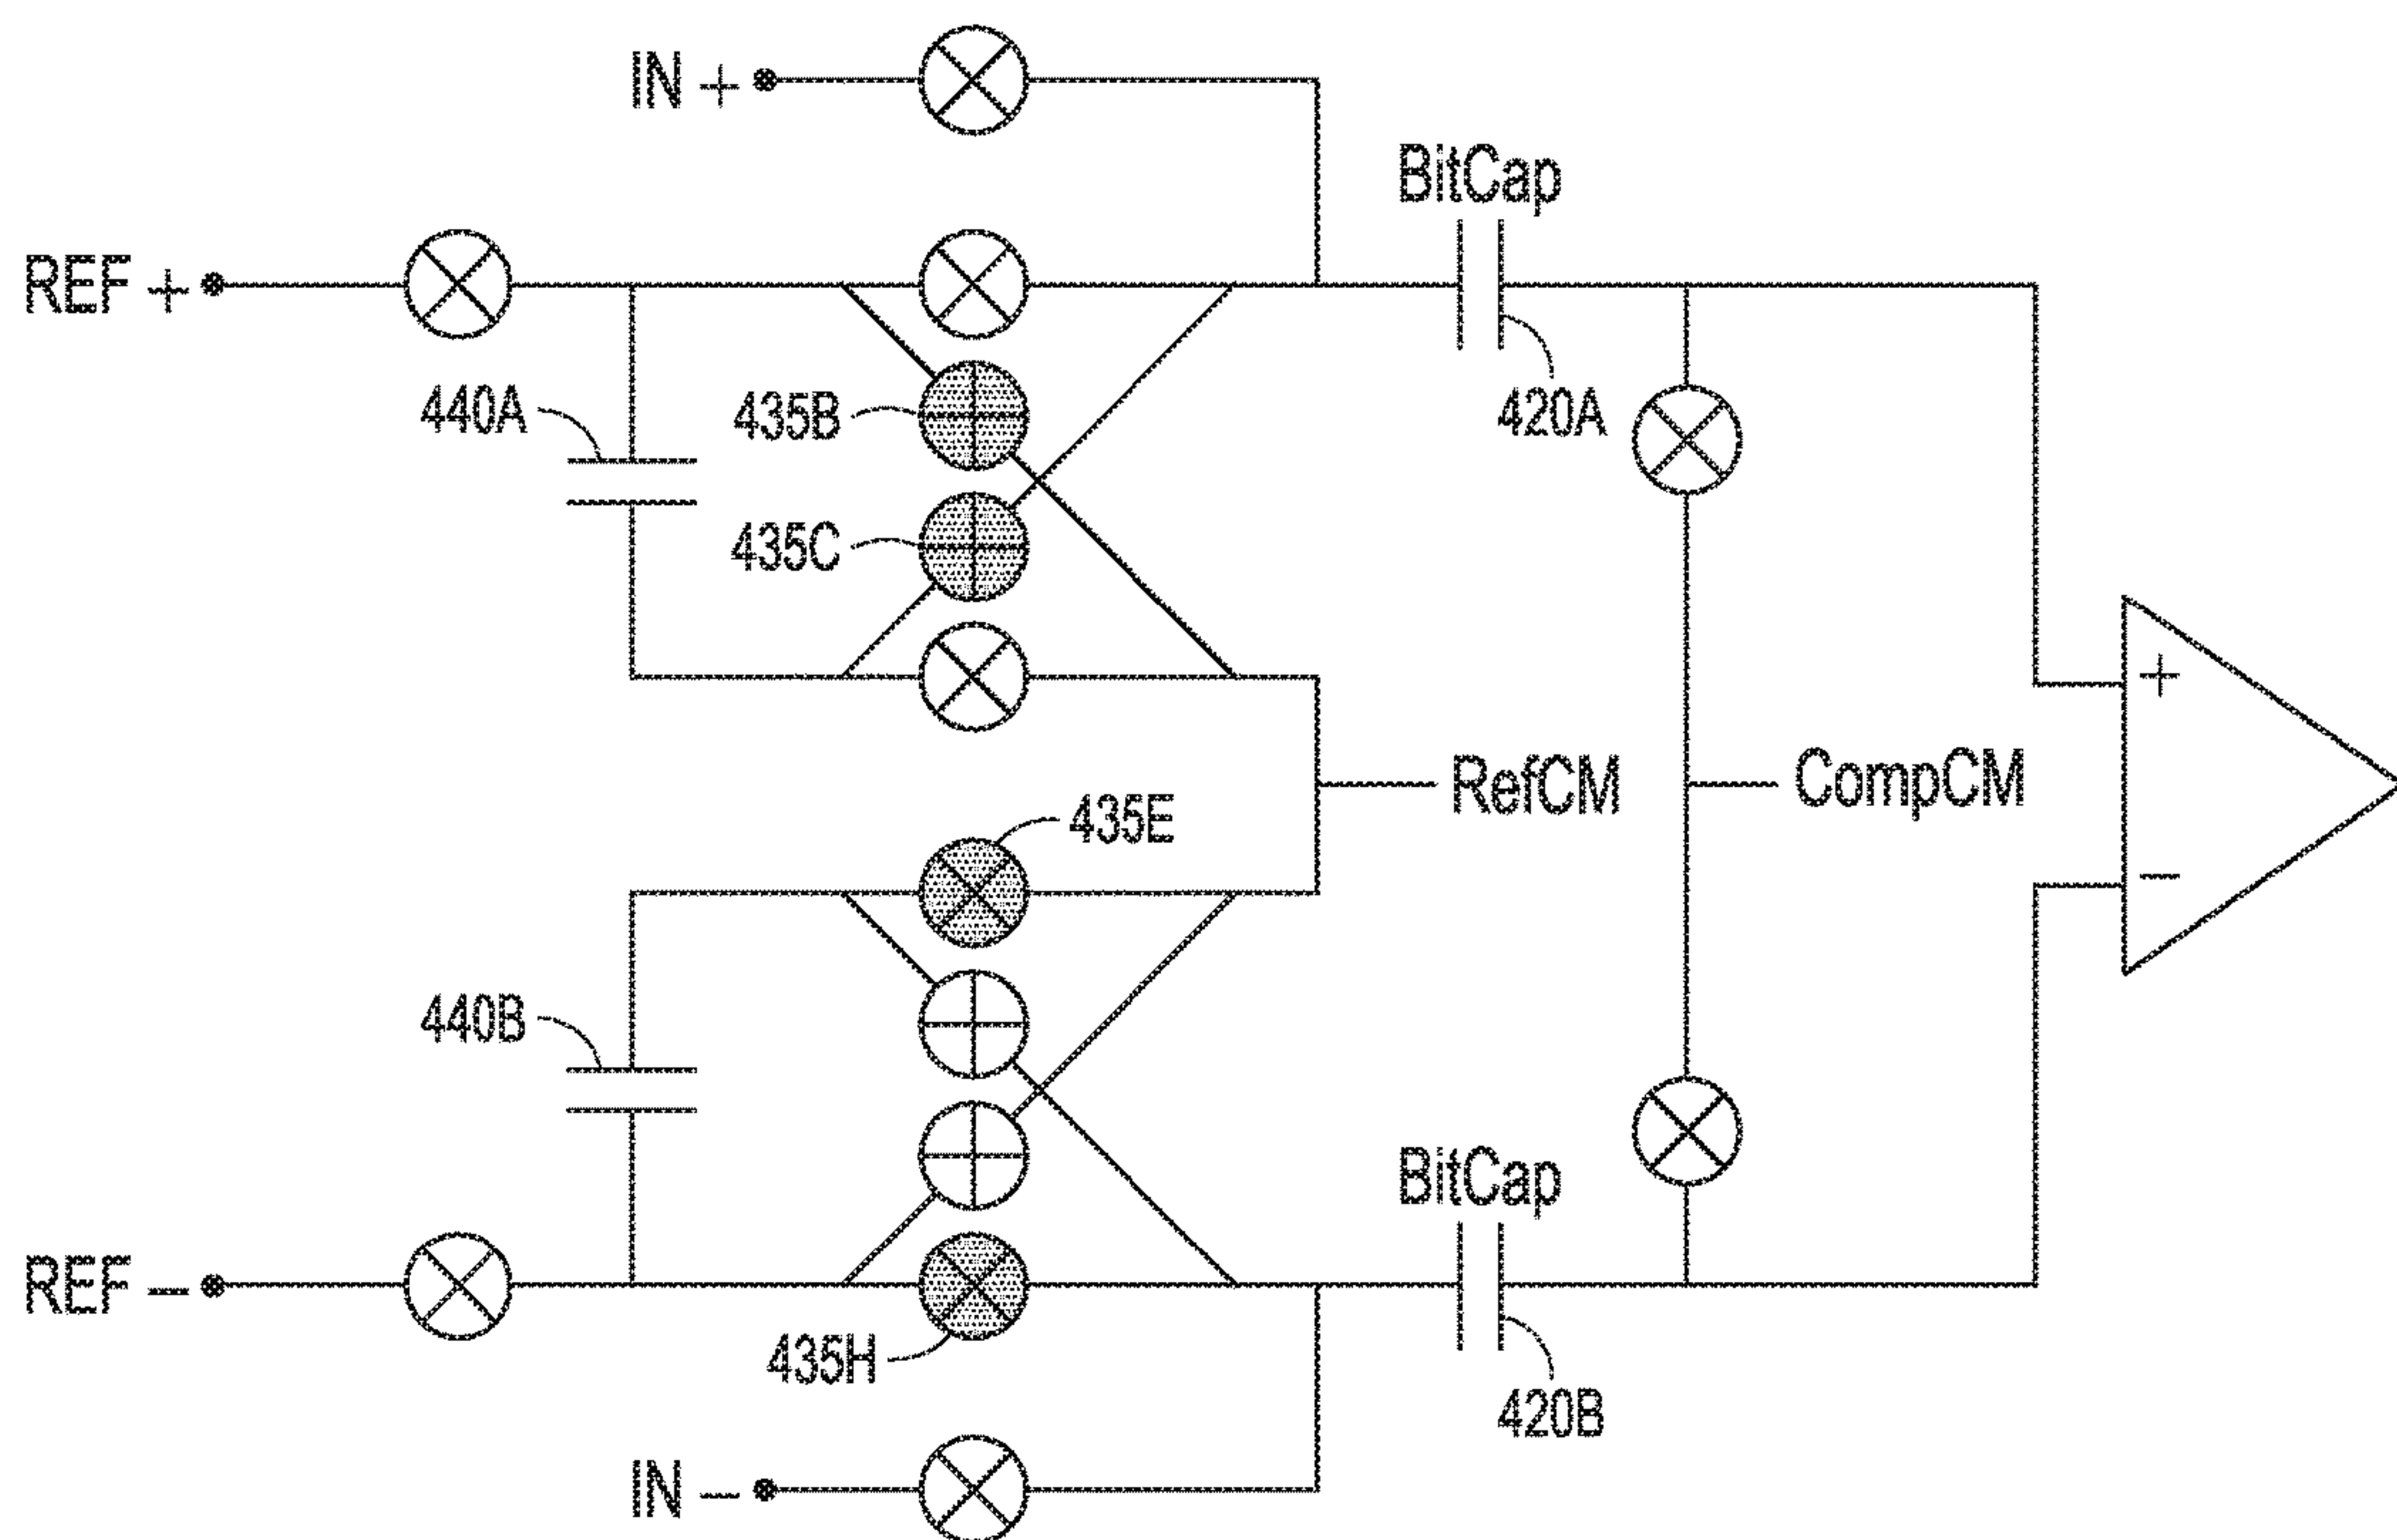 IN +
BitCap
REF +
440A
435B
420A
435C
+
RefCM
CompCM
435E
−
440B
BitCap
REF −
435H
420B
IN −